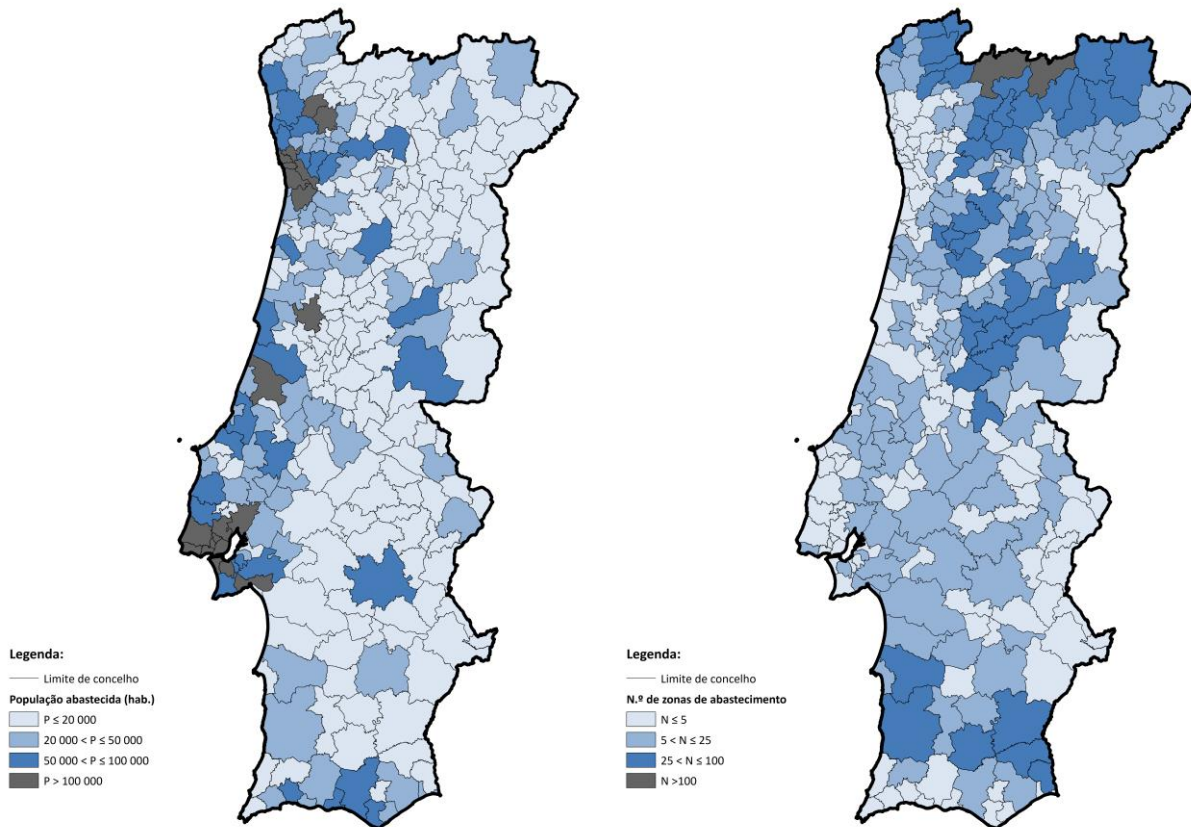 Legenda:
Limite de concelho
População abastecida (hab.)
P ≤ 20 000
20 000 < P ≤ 50 000
50 000 < P ≤ 100 000
P > 100 000
Legenda:
Limite de concelho
N.º de zonas de abastecimento
N ≤ 5
5 < N ≤ 25
25 < N ≤ 100
N >100